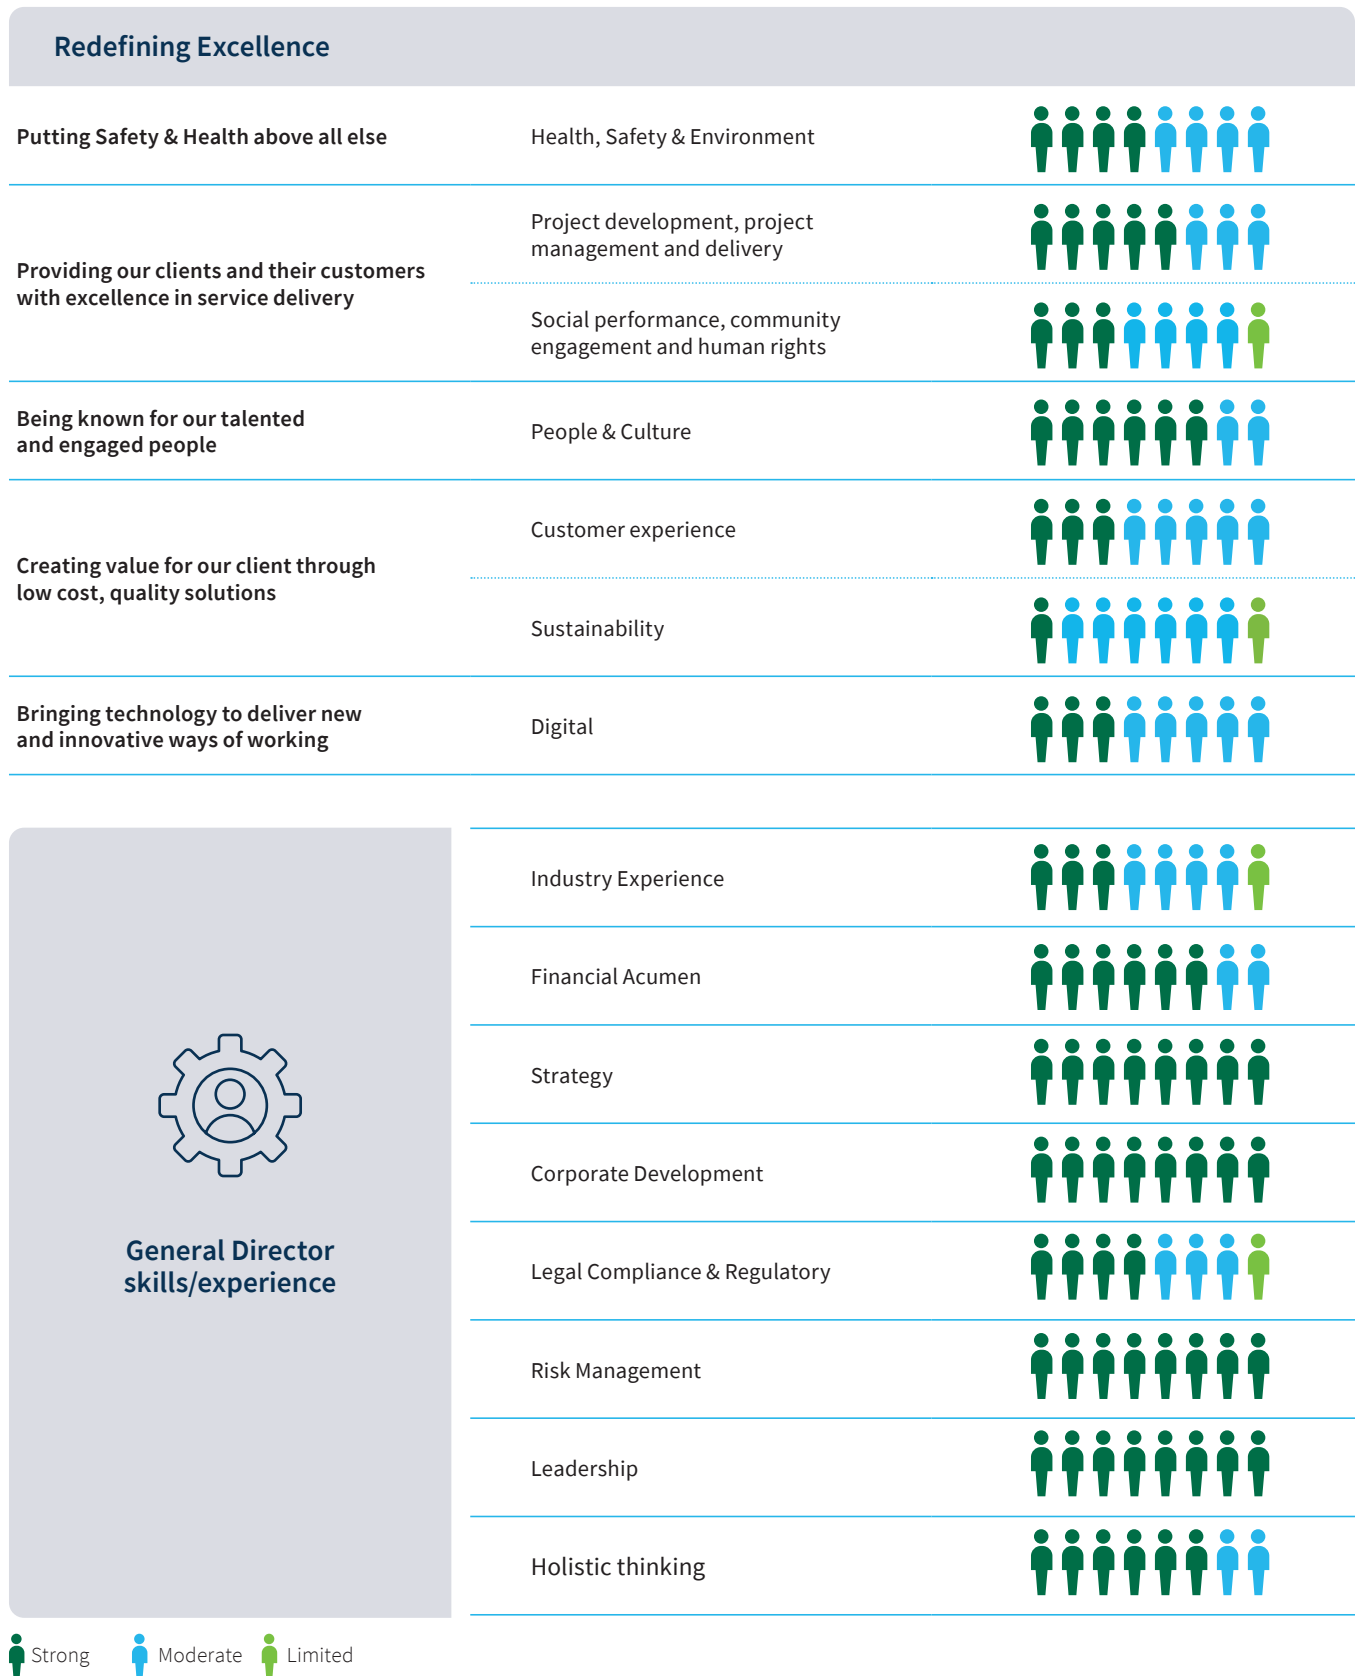 Redefining Excellence
Putting Safety & Health above all else
Health, Safety & Environment
Providing our clients and their customers
with excellence in service delivery
Project development, project
management and delivery
Social performance, community
engagement and human rights
Being known for our talented
and engaged people
People & Culture
Creating value for our client through
low cost, quality solutions
Customer experience
Sustainability
Bringing technology to deliver new
and innovative ways of working
Digital
General Director
skills/experience
Industry Experience
Financial Acumen
Strategy
Corporate Development
Legal Compliance & Regulatory
Risk Management
Leadership
Holistic thinking
Strong
Moderate
Limited